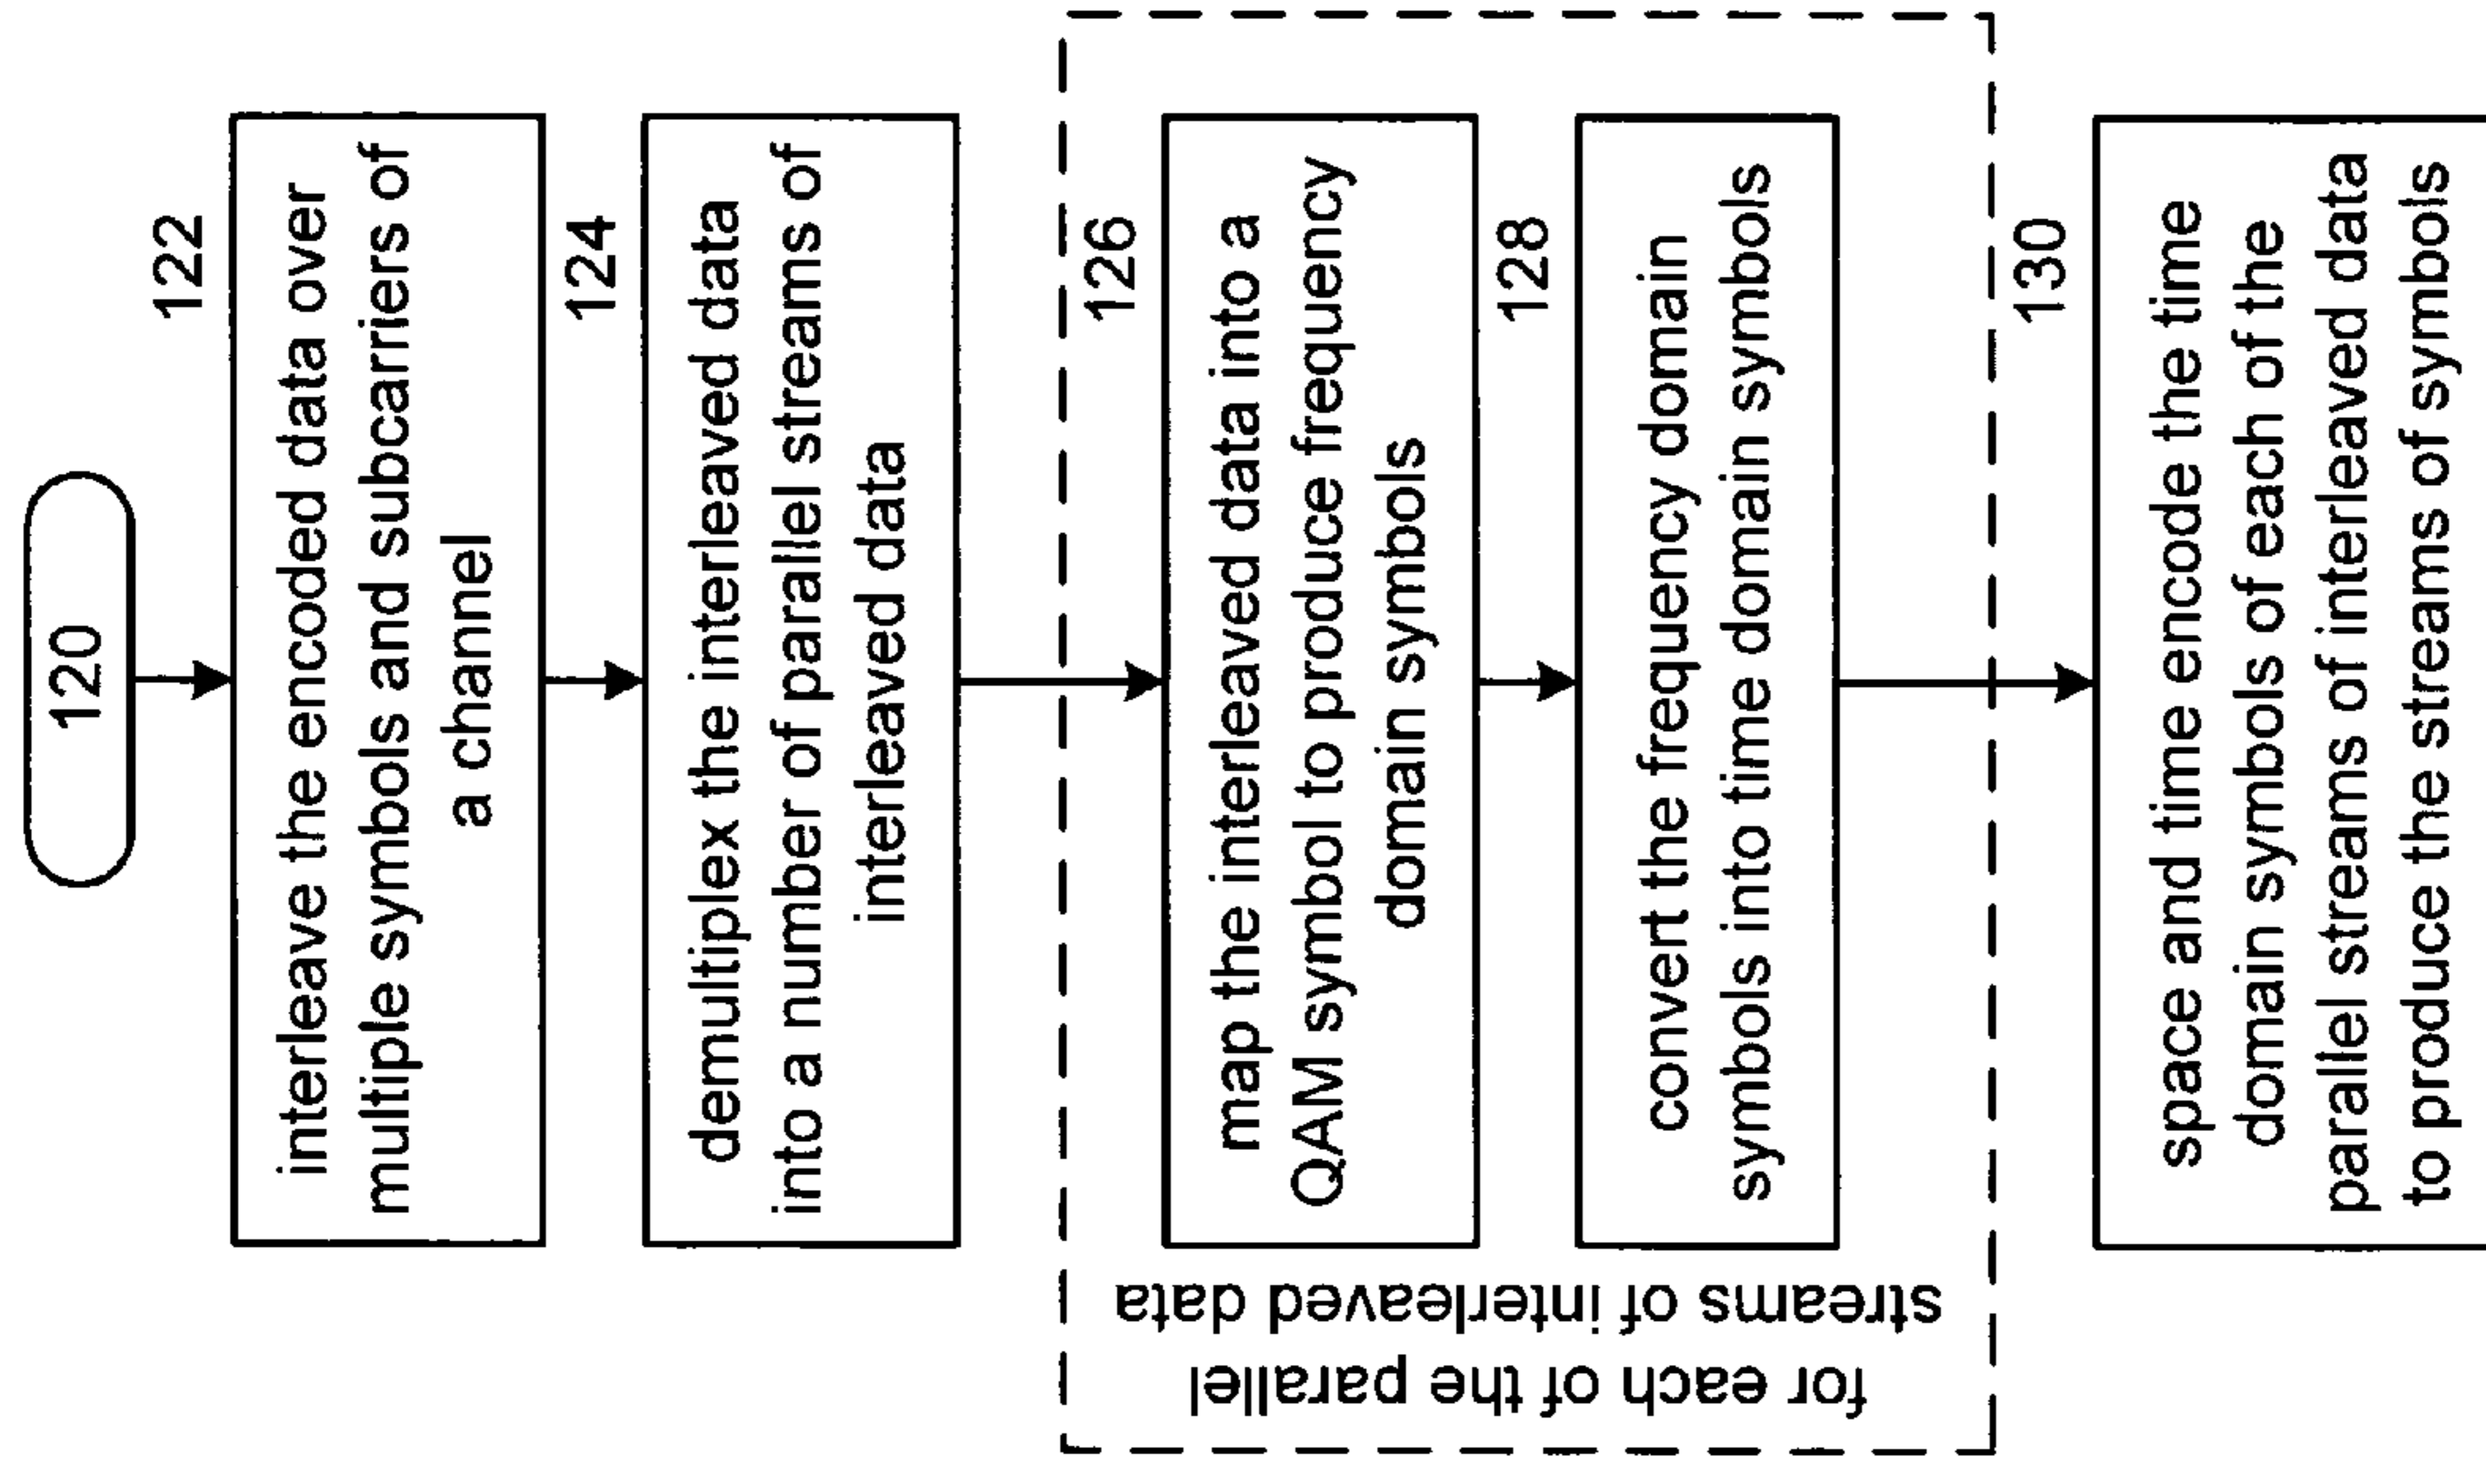 120
122
interleave the encoded data over
multiple symbols and subcarriers of
a channel
124
demultiplex the interleaved data
into a number of parallel streams of
interleaved data
for each of the parallel
streams of interleaved data
126
map the interleaved data into a
QAM symbol to produce frequency
domain symbols
128
convert the frequency domain
symbols into time domain symbols
130
space and time encode the time
domain symbols of each of the
parallel streams of interleaved data
to produce the streams of symbols